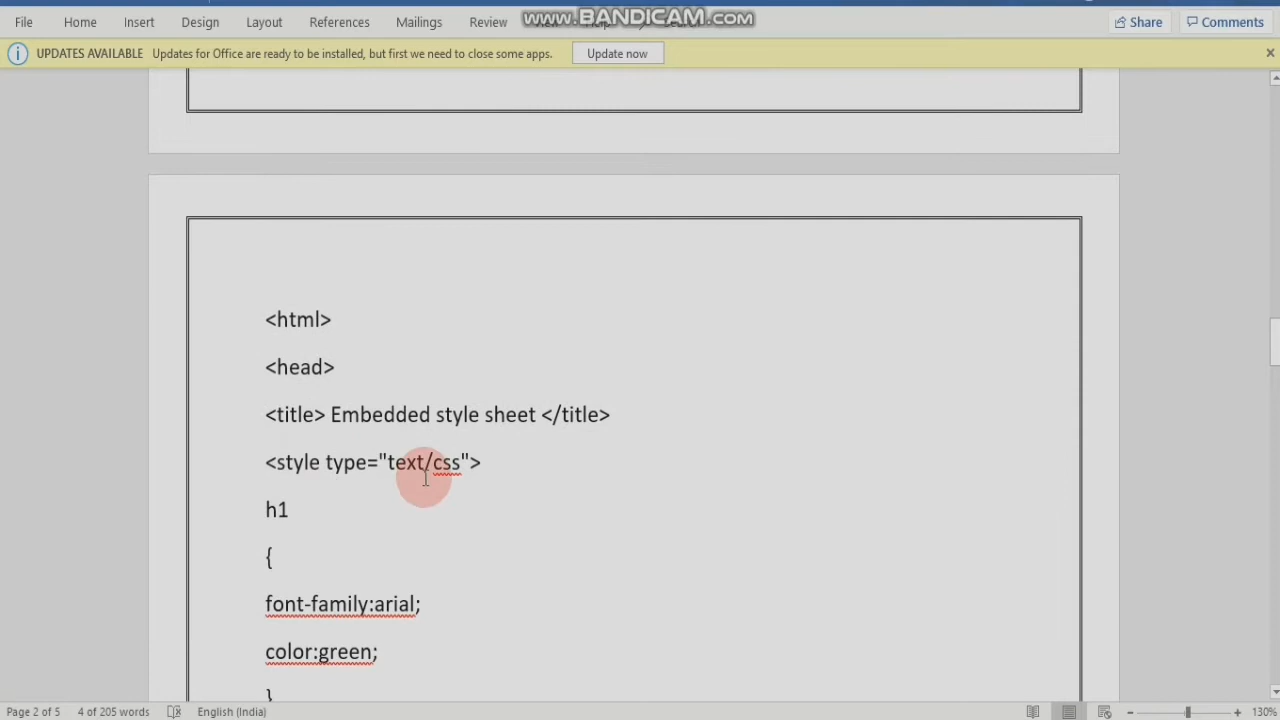 www.BANDICAM.com
File Home Insert Design Layout References Mailings Review Share Comments
UPDATES AVAILABLE Updates for Office are ready to be installed, but first we need to close some apps. Update now
<html>
<head>
<title> Embedded style sheet </title>
<style type="text/css">
h1
{
font-family:arial;
color:green;
}
Page 2 of 5 4 of 205 words English (India) 130%